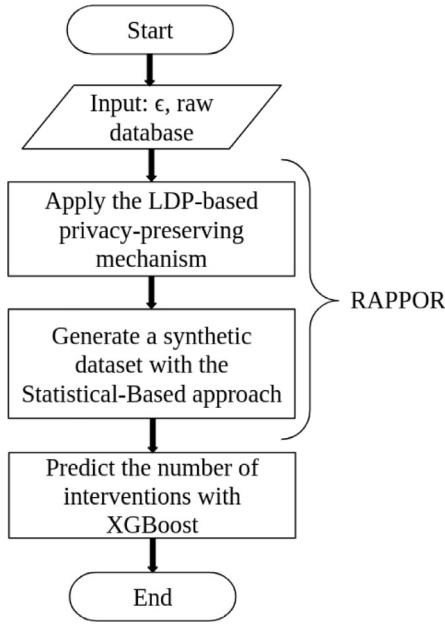 Start
Input: ϵ, raw
database
Apply the LDP-based
privacy-preserving
mechanism
RAPPOR
Generate a synthetic
dataset with the
Statistical-Based approach
Predict the number of
interventions with
XGBoost
End